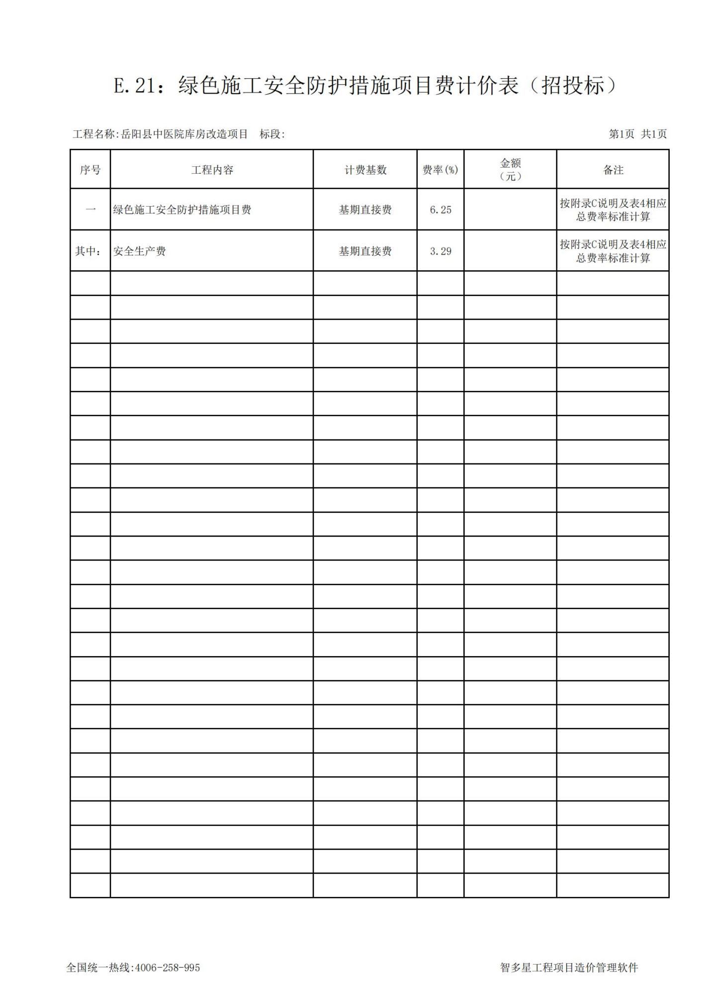 E.21：绿色施工安全防护措施项目费计价表（招投标）
工程名称:岳阳县中医院库房改造项目 标段: 第1页 共1页
序号 工程内容 计费基数 费率(%) 金额
（元） 备注
一 绿色施工安全防护措施项目费 基期直接费 6.25 按附录C说明及表4相应
总费率标准计算
其中： 安全生产费 基期直接费 3.29 按附录C说明及表4相应
总费率标准计算
全国统一热线:4006-258-995 智多星工程项目造价管理软件